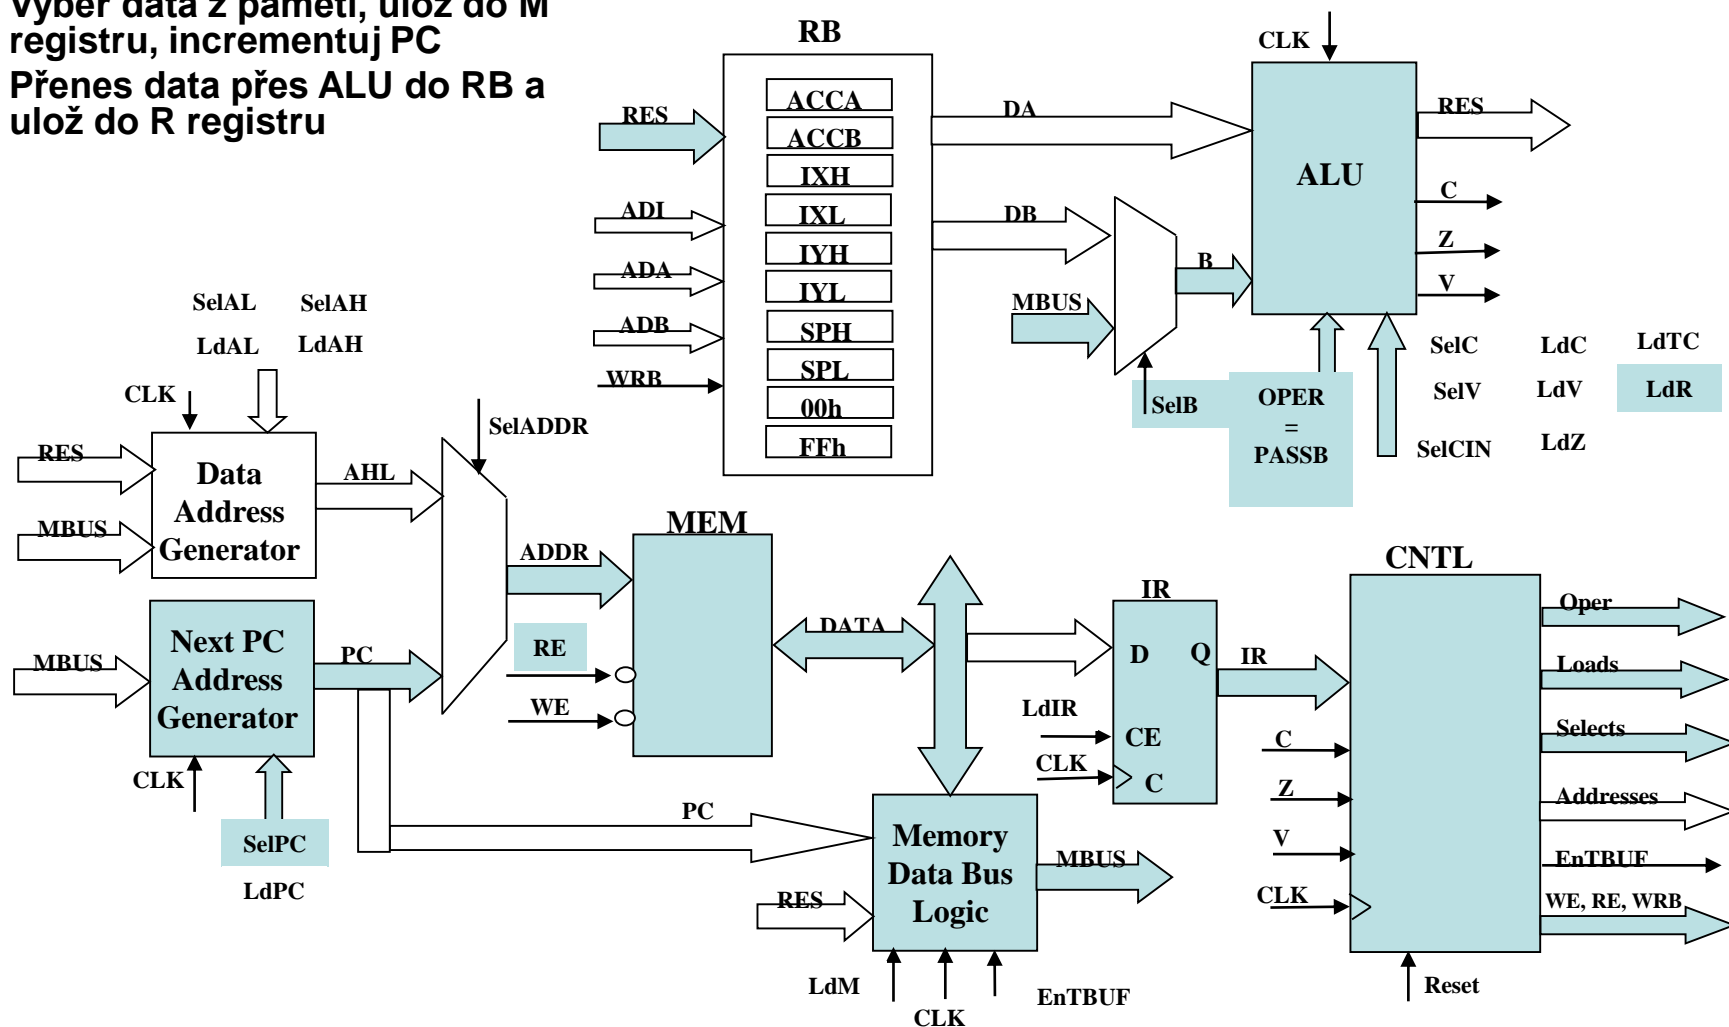 Vyber data z paměti, ulož do M
registru, incrementuj PC
Přenes data přes ALU do RB a
ulož do R registru
RB
ACCA
ACCB
IXH
IXL
IYH
IYL
SPH
SPL
00h
FFh
RES
ADI
ADA
ADB
WRB
DA
DB
MBUS
B
SelB
CLK
ALU
RES
C
Z
V
OPER
=
PASSB
SelC LdC LdTC
SelV LdV LdR
SelCIN LdZ
SelAL SelAH
LdAL LdAH
CLK
RES
MBUS
Data
Address
Generator
AHL
SelADDR
ADDR
MBUS
Next PC
Address
Generator
PC
CLK
SelPC
LdPC
MEM
RE
WE
DATA
PC
RES
Memory
Data Bus
Logic
MBUS
LdM
CLK
EnTBUF
IR
D Q
CE
C
LdIR
CLK
IR
CNTL
C
Z
V
CLK
Reset
Oper
Loads
Selects
Addresses
EnTBUF
WE, RE, WRB